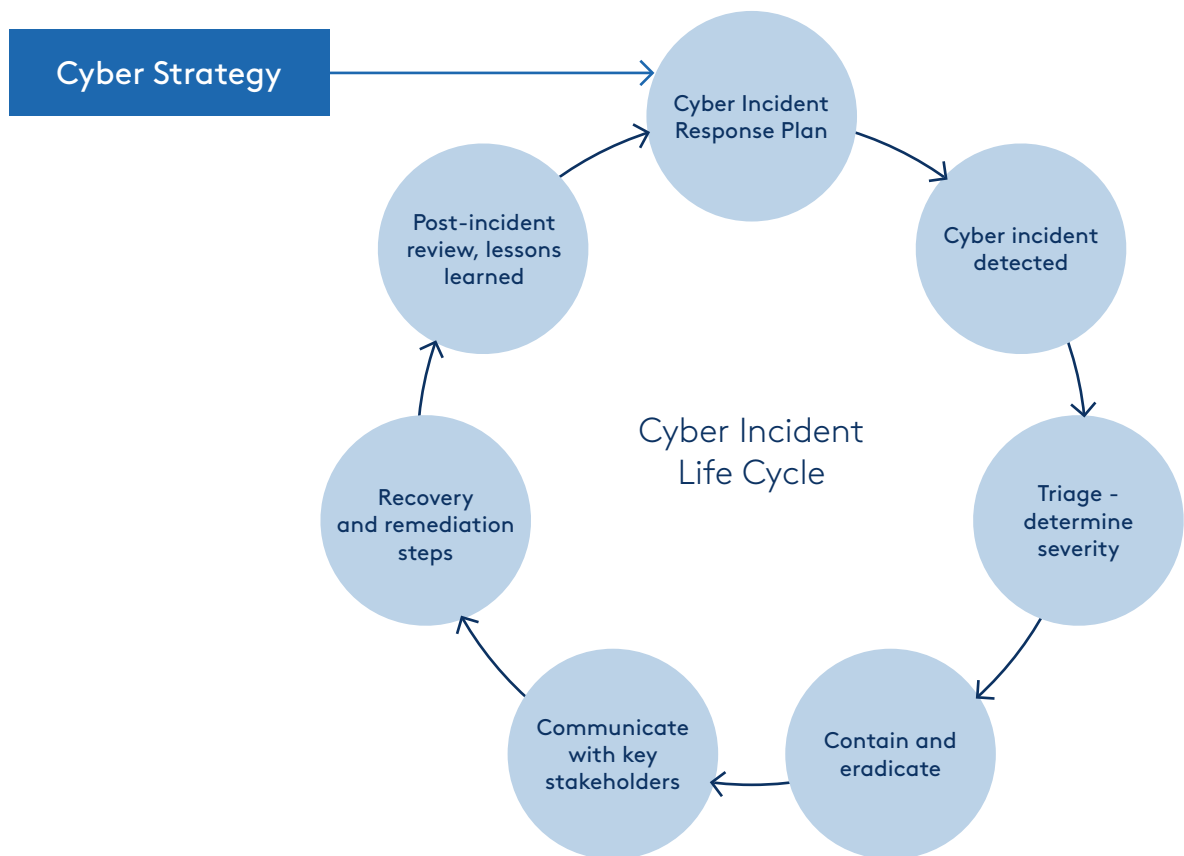 Cyber Strategy
Cyber Incident
Response Plan
Cyber incident
detected
Triage -
determine
severity
Contain and
eradicate
Communicate
with key
stakeholders
Recovery
and remediation
steps
Post-incident
review, lessons
learned
Cyber Incident
Life Cycle